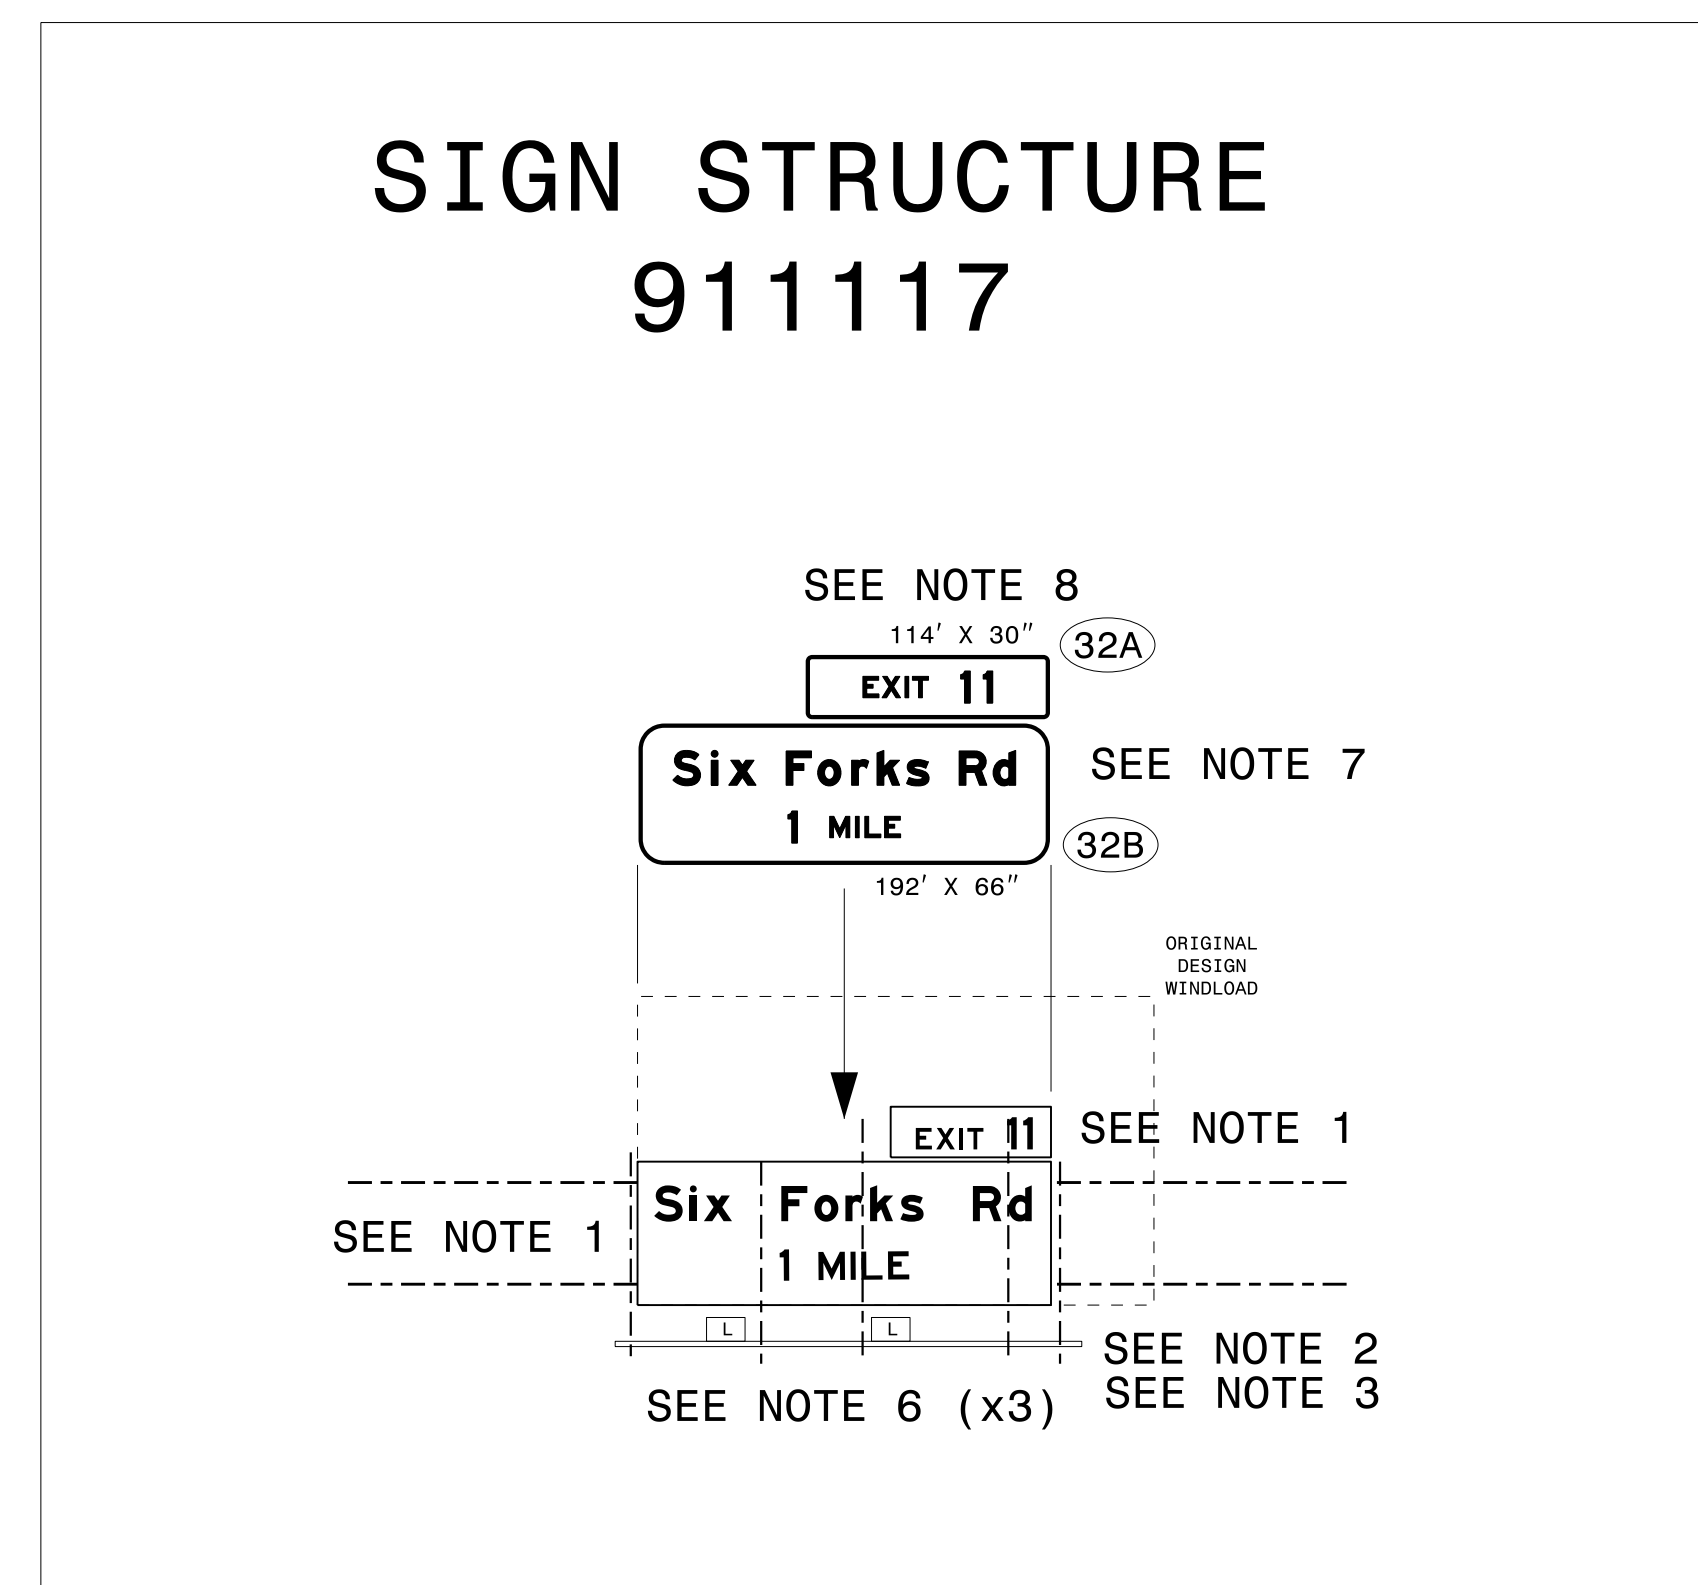 SIGN STRUCTURE
911117
SEE NOTE 8
114' X 30"
32A
EXIT 11
Six Forks Rd
1 MILE
SEE NOTE 7
32B
192' X 66"
ORIGINAL
DESIGN
WINDLOAD
EXIT 11
SEE NOTE 1
Six Forks Rd
1 MILE
SEE NOTE 1
L
L
SEE NOTE 2
SEE NOTE 3
SEE NOTE 6 (x3)